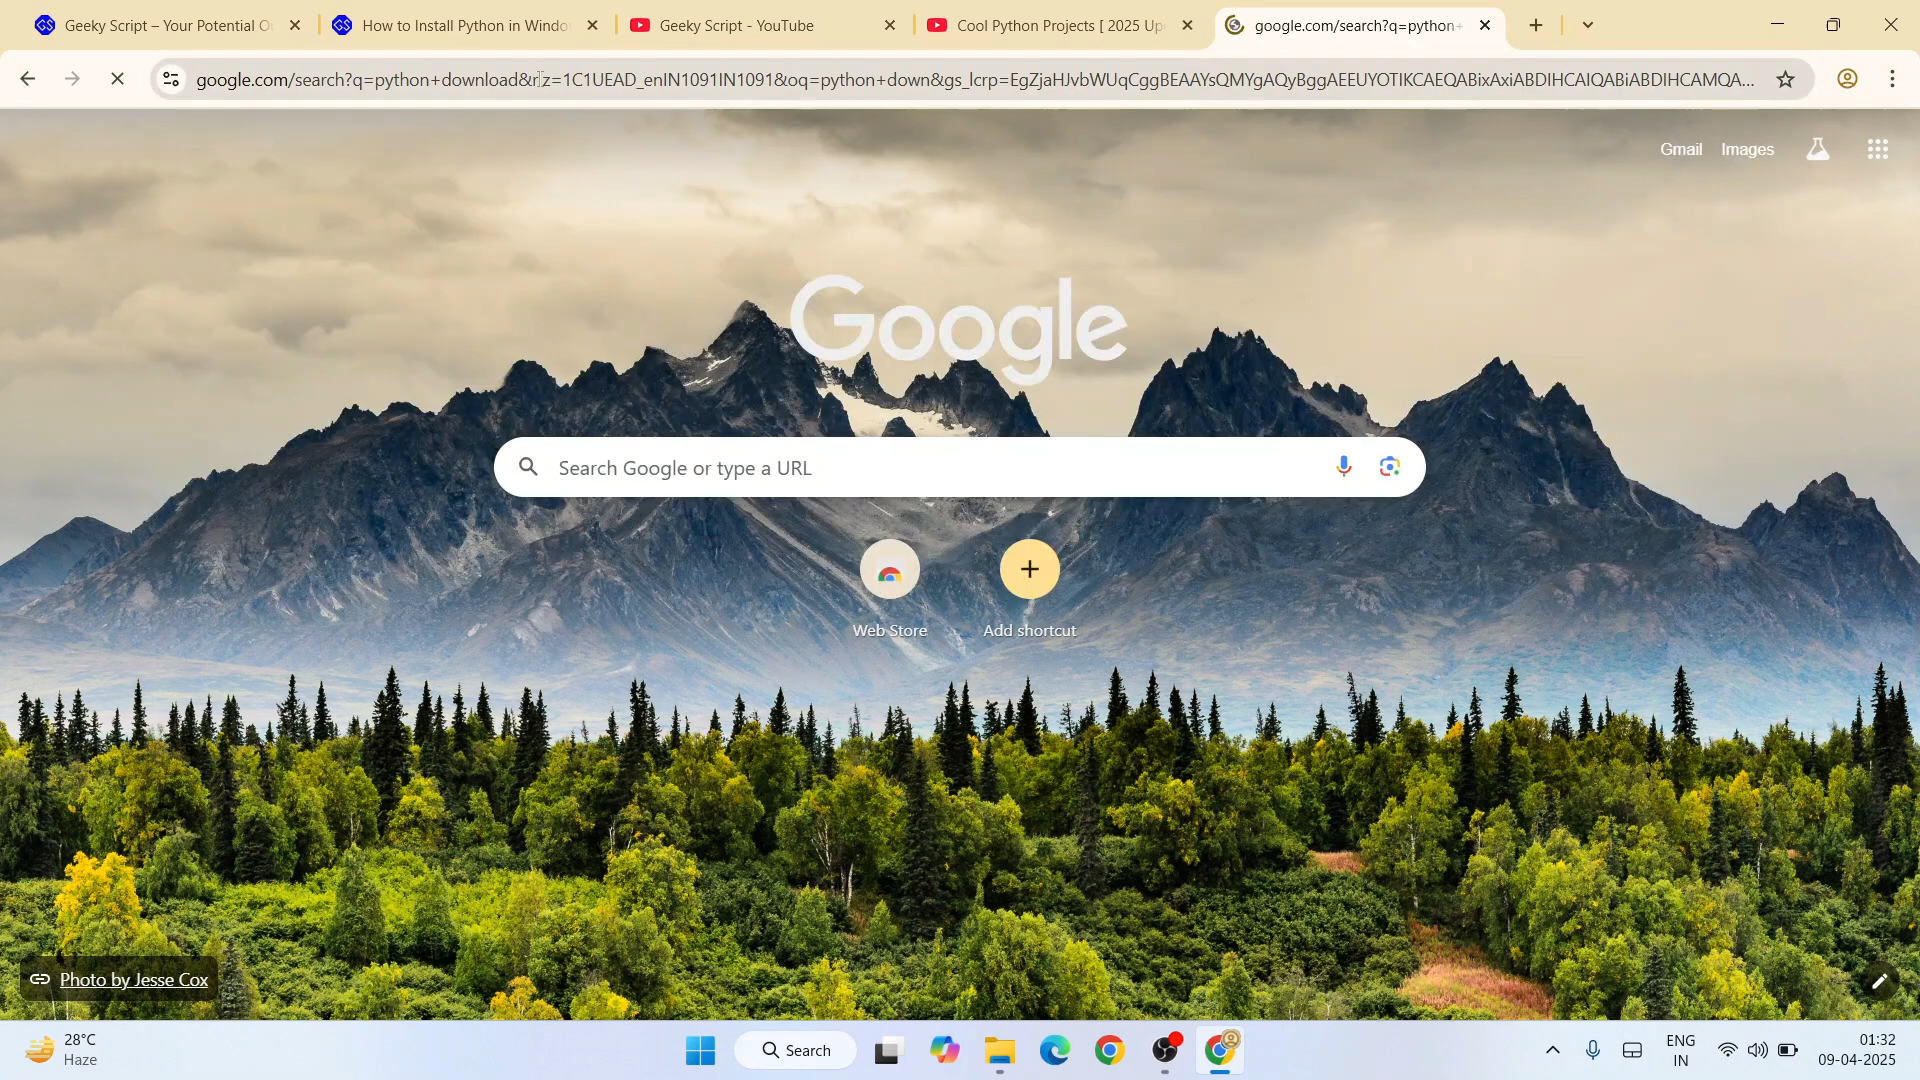 Geeky Script – Your Potential Ou
How to Install Python in Windo
Geeky Script - YouTube
Cool Python Projects [ 2025 Up
google.com/search?q=python+
google.com/search?q=python+download&rlz=1C1UEAD_enIN1091IN1091&oq=python+down&gs_lcrp=EgZjaHJvbWUqCggBEAAYsQMYgAQyBggAEEUYOTIKCAEQABixAxiABDIHCAIQABiABDIHCAMQA...
Gmail Images
Google
Search Google or type a URL
Web Store
Add shortcut
Photo by Jesse Cox
28°C
Haze
Search
ENG
IN
01:32
09-04-2025